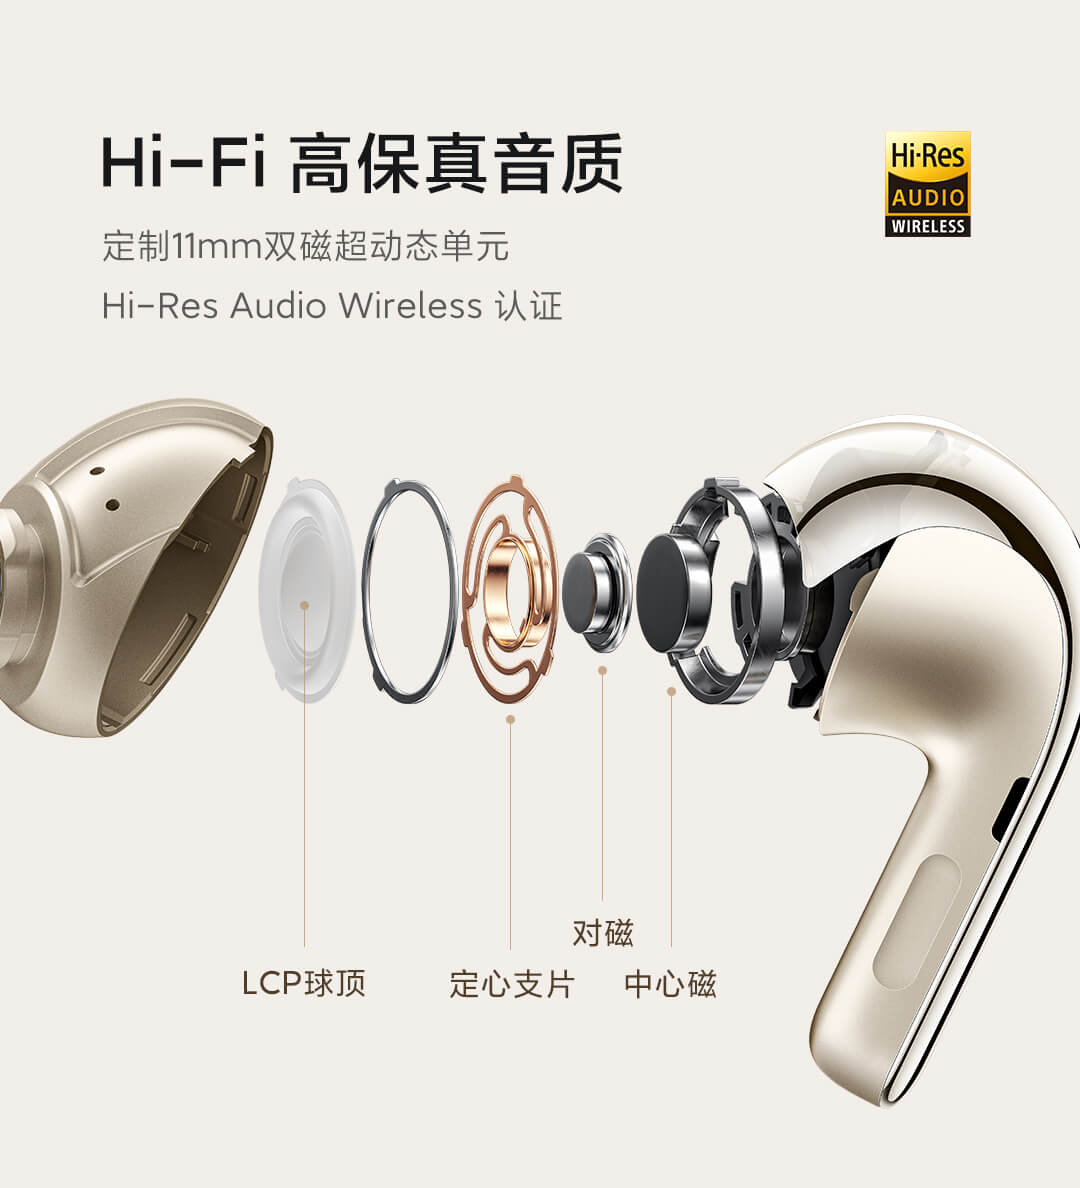 Hi-Fi 高保真音质
Hi-Res
AUDIO
WIRELESS
定制11mm双磁超动态单元
Hi-Res Audio Wireless 认证
对磁
LCP球顶
定心支片
中心磁